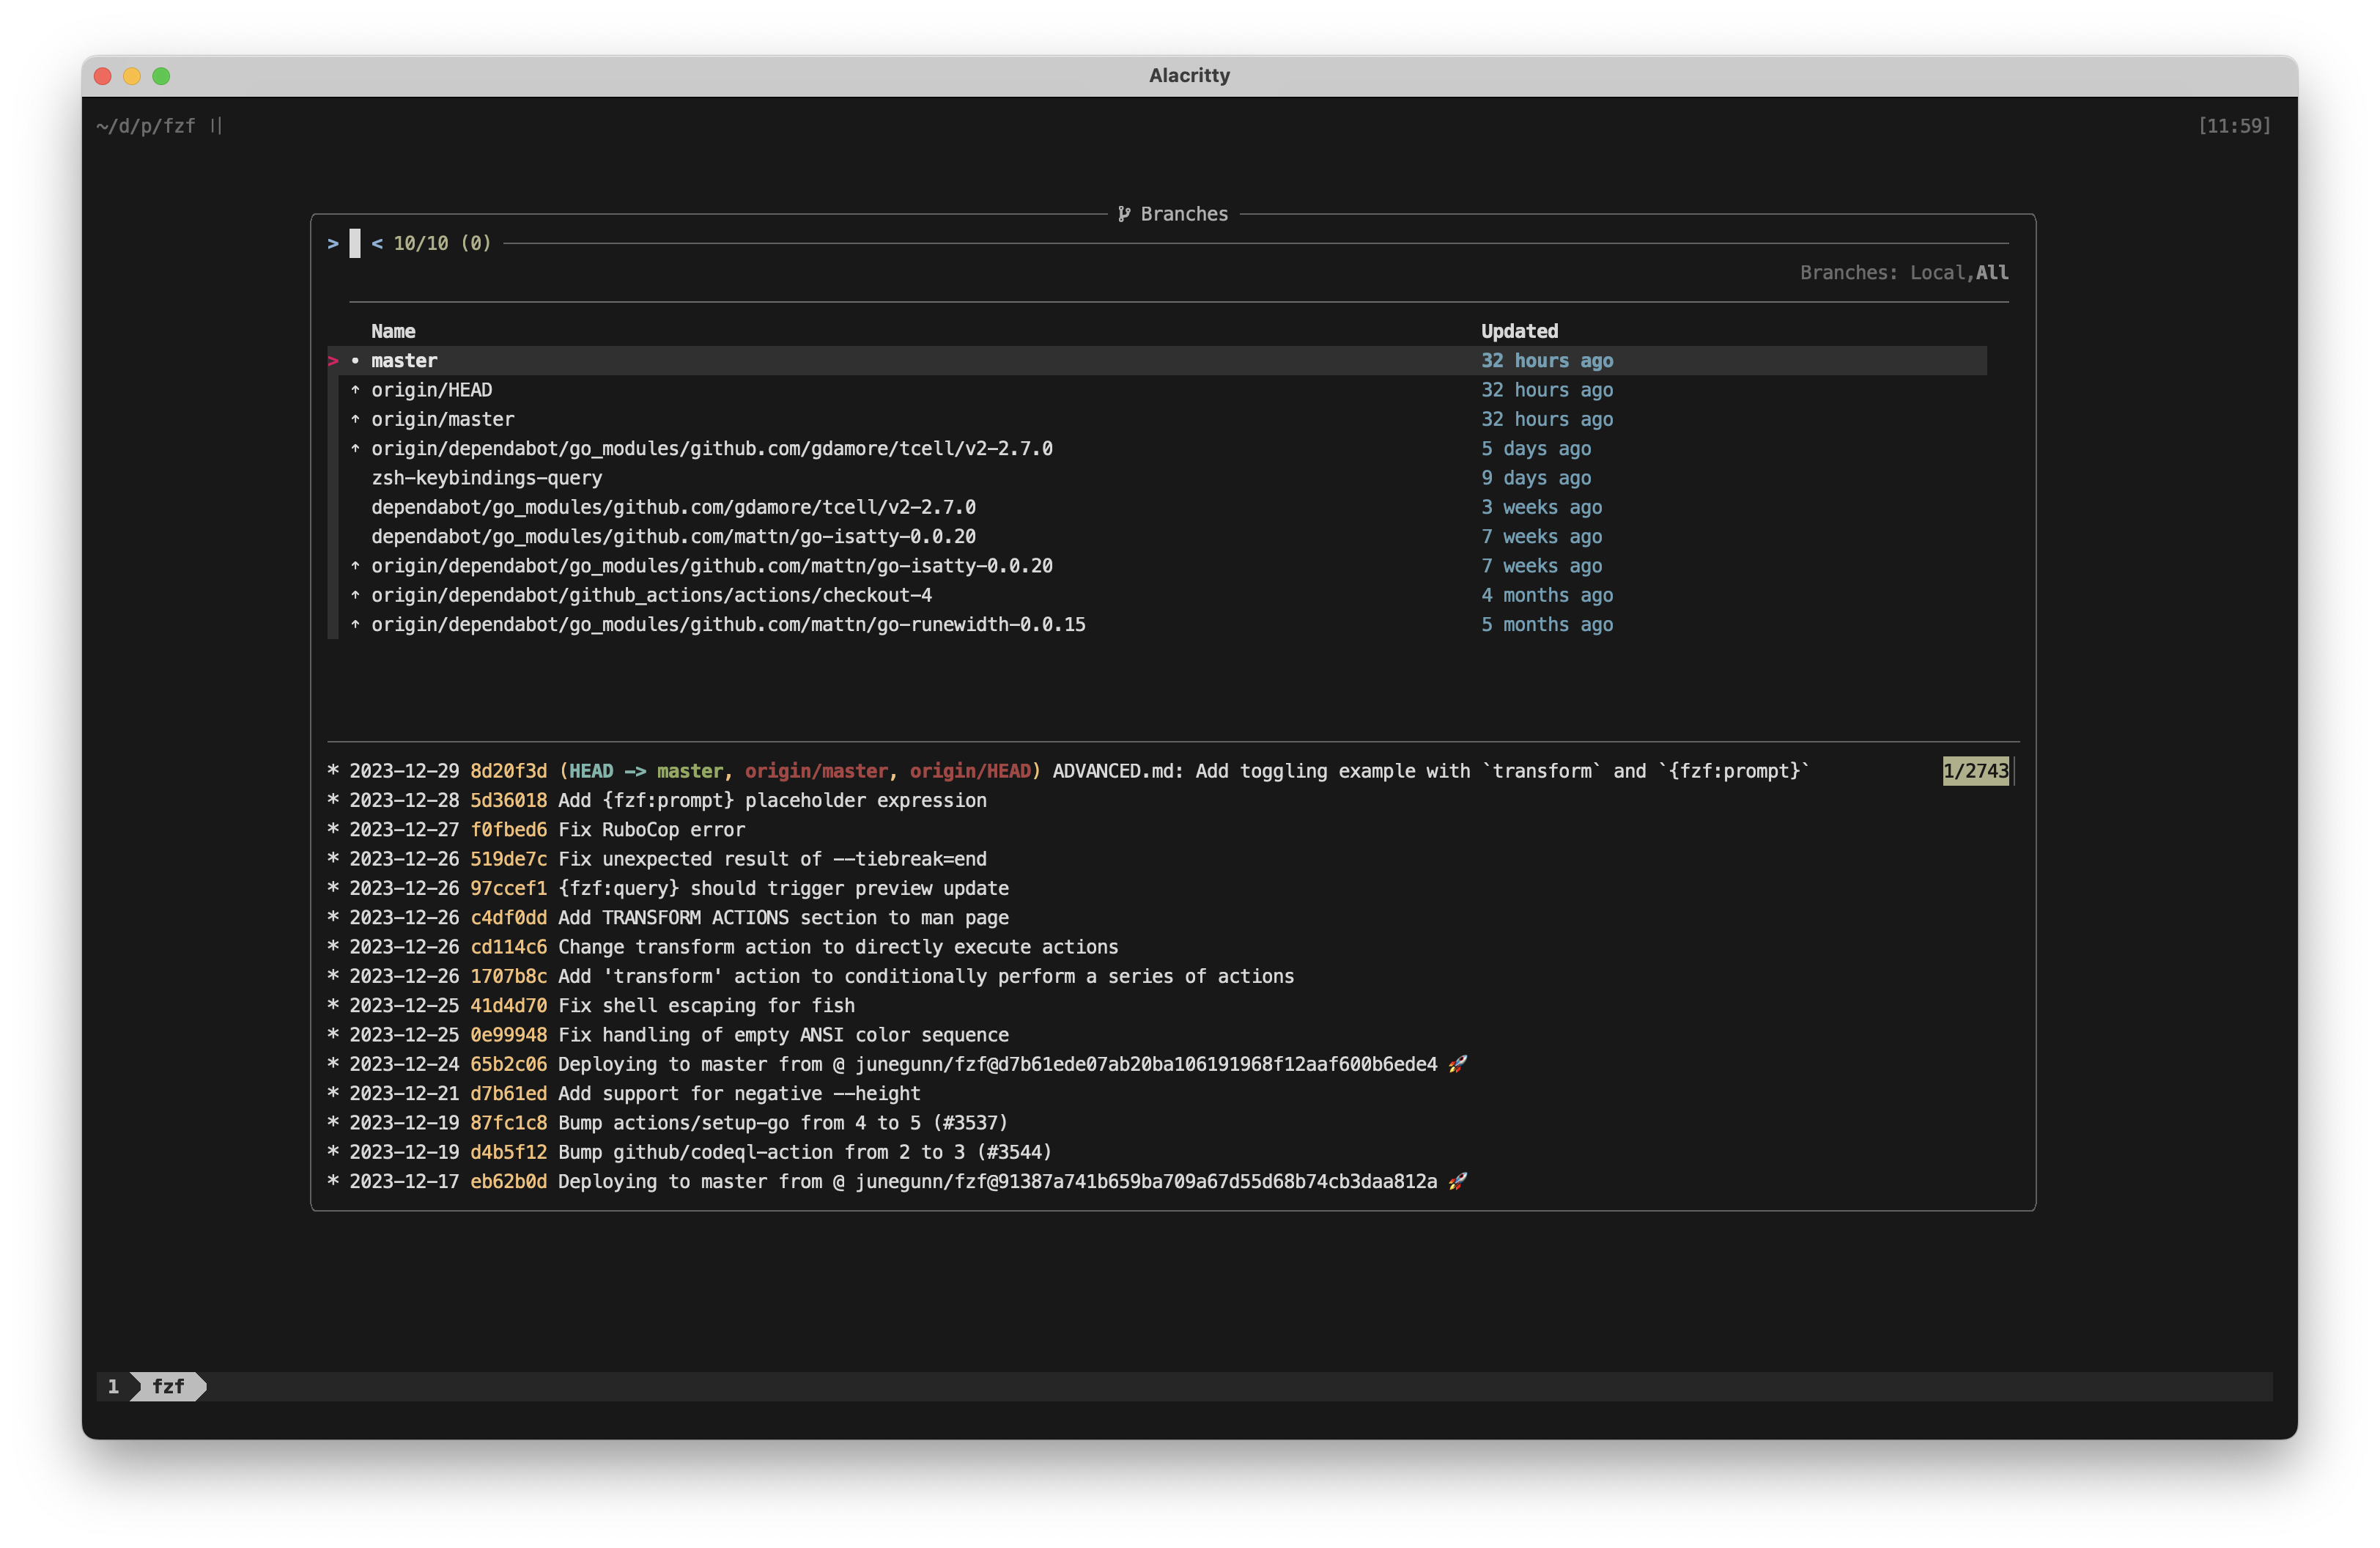 Alacritty
~/d/p/fzf || [11:59]
Branches
> < 10/10 (0)
Branches: Local,All
Name Updated
> • master 32 hours ago
↑ origin/HEAD 32 hours ago
↑ origin/master 32 hours ago
↑ origin/dependabot/go_modules/github.com/gdamore/tcell/v2-2.7.0 5 days ago
zsh-keybindings-query 9 days ago
dependabot/go_modules/github.com/gdamore/tcell/v2-2.7.0 3 weeks ago
dependabot/go_modules/github.com/mattn/go-isatty-0.0.20 7 weeks ago
↑ origin/dependabot/go_modules/github.com/mattn/go-isatty-0.0.20 7 weeks ago
↑ origin/dependabot/github_actions/actions/checkout-4 4 months ago
↑ origin/dependabot/go_modules/github.com/mattn/go-runewidth-0.0.15 5 months ago
* 2023-12-29 8d20f3d (HEAD -> master, origin/master, origin/HEAD) ADVANCED.md: Add toggling example with `transform` and `{fzf:prompt}` 1/2743
* 2023-12-28 5d36018 Add {fzf:prompt} placeholder expression
* 2023-12-27 f0fbed6 Fix RuboCop error
* 2023-12-26 519de7c Fix unexpected result of --tiebreak=end
* 2023-12-26 97ccef1 {fzf:query} should trigger preview update
* 2023-12-26 c4df0dd Add TRANSFORM ACTIONS section to man page
* 2023-12-26 cd114c6 Change transform action to directly execute actions
* 2023-12-26 1707b8c Add 'transform' action to conditionally perform a series of actions
* 2023-12-25 41d4d70 Fix shell escaping for fish
* 2023-12-25 0e99948 Fix handling of empty ANSI color sequence
* 2023-12-24 65b2c06 Deploying to master from @ junegunn/fzf@d7b61ede07ab20ba106191968f12aaf600b6ede4 🚀
* 2023-12-21 d7b61ed Add support for negative --height
* 2023-12-19 87fc1c8 Bump actions/setup-go from 4 to 5 (#3537)
* 2023-12-19 d4b5f12 Bump github/codeql-action from 2 to 3 (#3544)
* 2023-12-17 eb62b0d Deploying to master from @ junegunn/fzf@91387a741b659ba709a67d55d68b74cb3daa812a 🚀
1 fzf